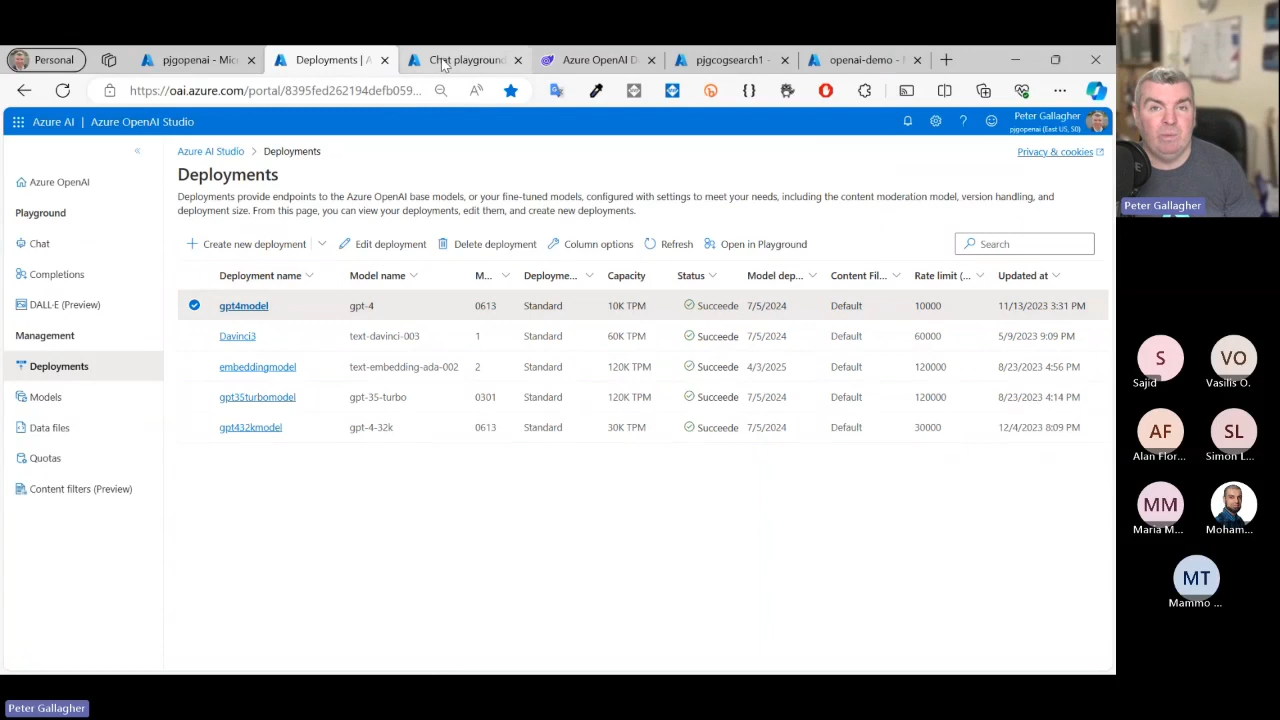 Personal
pjgopenai - Mic
Deployments | A
Chat playground
Azure OpenAI D
pjgcogsearch1 -
openai-demo -
https://oai.azure.com/portal/8395fed262194defb059...
Azure AI | Azure OpenAI Studio
Peter Gallagher
pjgopenai (East US, S0)
Azure AI Studio > Deployments
Privacy & cookies
Deployments
Deployments provide endpoints to the Azure OpenAI base models, or your fine-tuned models, configured with settings to meet your needs, including the content moderation model, version handling, and
deployment size. From this page, you can view your deployments, edit them, and create new deployments.
Azure OpenAI
Playground
Chat
Completions
DALL-E (Preview)
Management
Deployments
Models
Data files
Quotas
Content filters (Preview)
Create new deployment
Edit deployment
Delete deployment
Column options
Refresh
Open in Playground
Search
Deployment name Model name M... Deployme... Capacity Status Model dep... Content Fil... Rate limit (... Updated at
gpt4model gpt-4 0613 Standard 10K TPM Succeede 7/5/2024 Default 10000 11/13/2023 3:31 PM
Davinci3 text-davinci-003 1 Standard 60K TPM Succeede 7/5/2024 Default 60000 5/9/2023 9:09 PM
embeddingmodel text-embedding-ada-002 2 Standard 120K TPM Succeede 4/3/2025 Default 120000 8/23/2023 4:56 PM
gpt35turbomodel gpt-35-turbo 0301 Standard 120K TPM Succeede 7/5/2024 Default 120000 8/23/2023 4:14 PM
gpt432kmodel gpt-4-32k 0613 Standard 30K TPM Succeede 7/5/2024 Default 30000 12/4/2023 8:09 PM
Peter Gallagher
S
Sajid
VO
Vasilis O.
AF
Alan Flor...
SL
Simon L...
MM
Maria M...
Moham...
MT
Mammo ...
Peter Gallagher